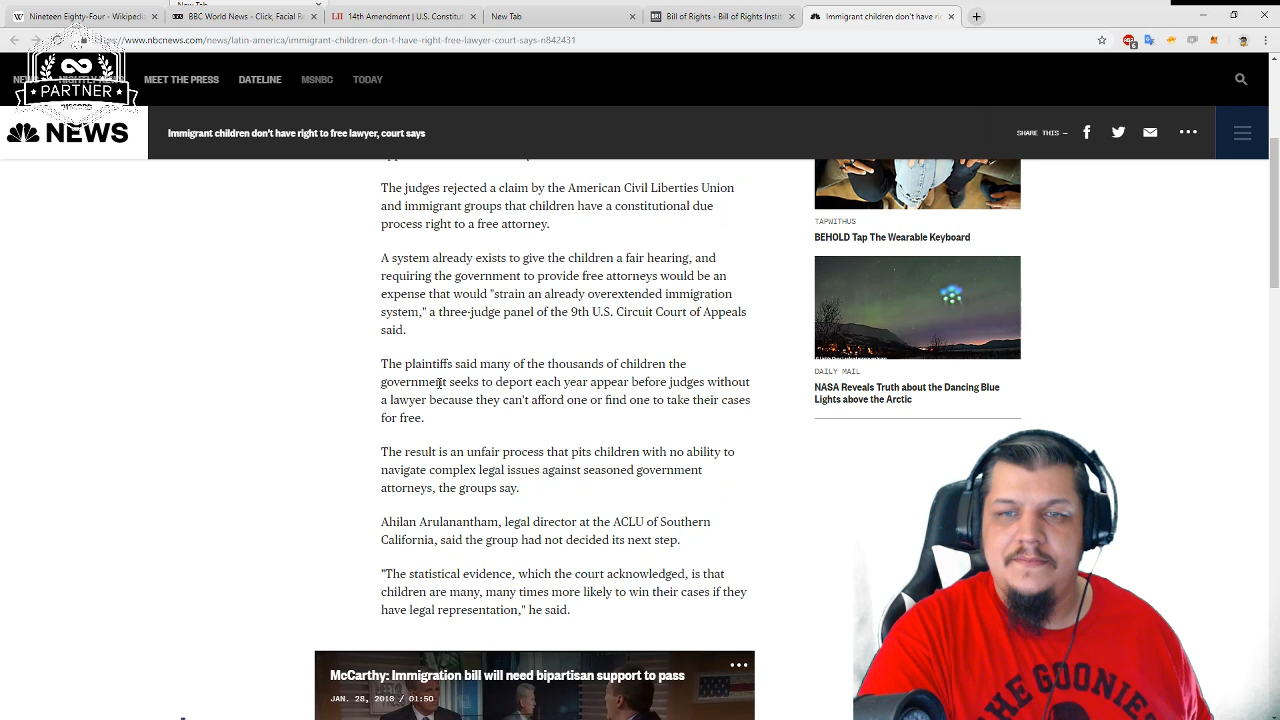 Nineteen Eighty-Four - Wikipedia
BBC World News - Click, Facial Re
LII 14th Amendment | U.S. Constitut
New Tab
BRI Bill of Rights - Bill of Rights Insti
Immigrant children don't have ri
www.nbcnews.com/news/latin-america/immigrant-children-don-t-have-right-free-lawyer-court-says-n842431
NEWS NIGHTLY NEWS MEET THE PRESS DATELINE MSNBC TODAY
PARTNER
DISCORD
NEWS
Immigrant children don't have right to free lawyer, court says
SHARE THIS —
The judges rejected a claim by the American Civil Liberties Union
and immigrant groups that children have a constitutional due
process right to a free attorney.
A system already exists to give the children a fair hearing, and
requiring the government to provide free attorneys would be an
expense that would "strain an already overextended immigration
system," a three-judge panel of the 9th U.S. Circuit Court of Appeals
said.
The plaintiffs said many of the thousands of children the
government seeks to deport each year appear before judges without
a lawyer because they can't afford one or find one to take their cases
for free.
The result is an unfair process that pits children with no ability to
navigate complex legal issues against seasoned government
attorneys, the groups say.
Ahilan Arulanantham, legal director at the ACLU of Southern
California, said the group had not decided its next step.
"The statistical evidence, which the court acknowledged, is that
children are many, many times more likely to win their cases if they
have legal representation," he said.
McCarthy: Immigration bill will need bipartisan support to pass
JAN. 28, 2018 / 01:50
TAPWITHUS
BEHOLD Tap The Wearable Keyboard
DAILY MAIL
NASA Reveals Truth about the Dancing Blue
Lights above the Arctic
THE GOONIES